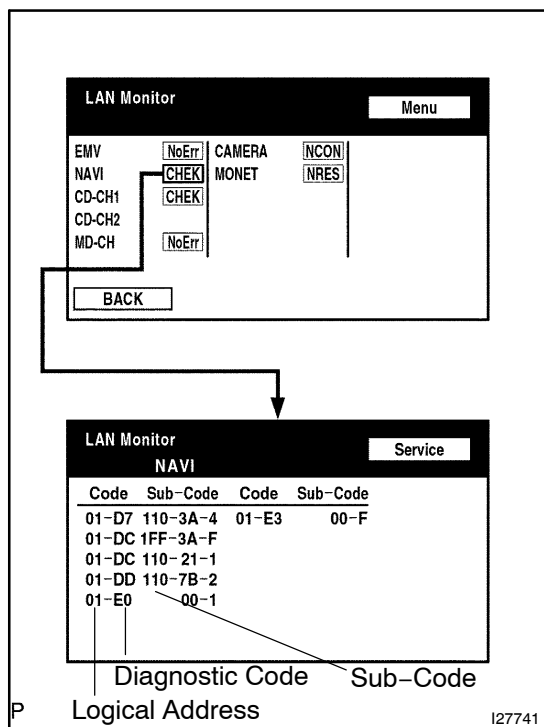 LAN Monitor
Menu
EMV NoErr CAMERA NCON
NAVI CHEK MONET NRES
CD-CH1 CHEK
CD-CH2
MD-CH NoErr
BACK
LAN Monitor
NAVI
Service
Code Sub-Code Code Sub-Code
01-D7 110-3A-4 01-E3 00-F
01-DC 1FF-3A-F
01-DC 110-21-1
01-DD 110-7B-2
01-E0 00-1
Diagnostic Code
Sub-Code
Logical Address
P
I27741